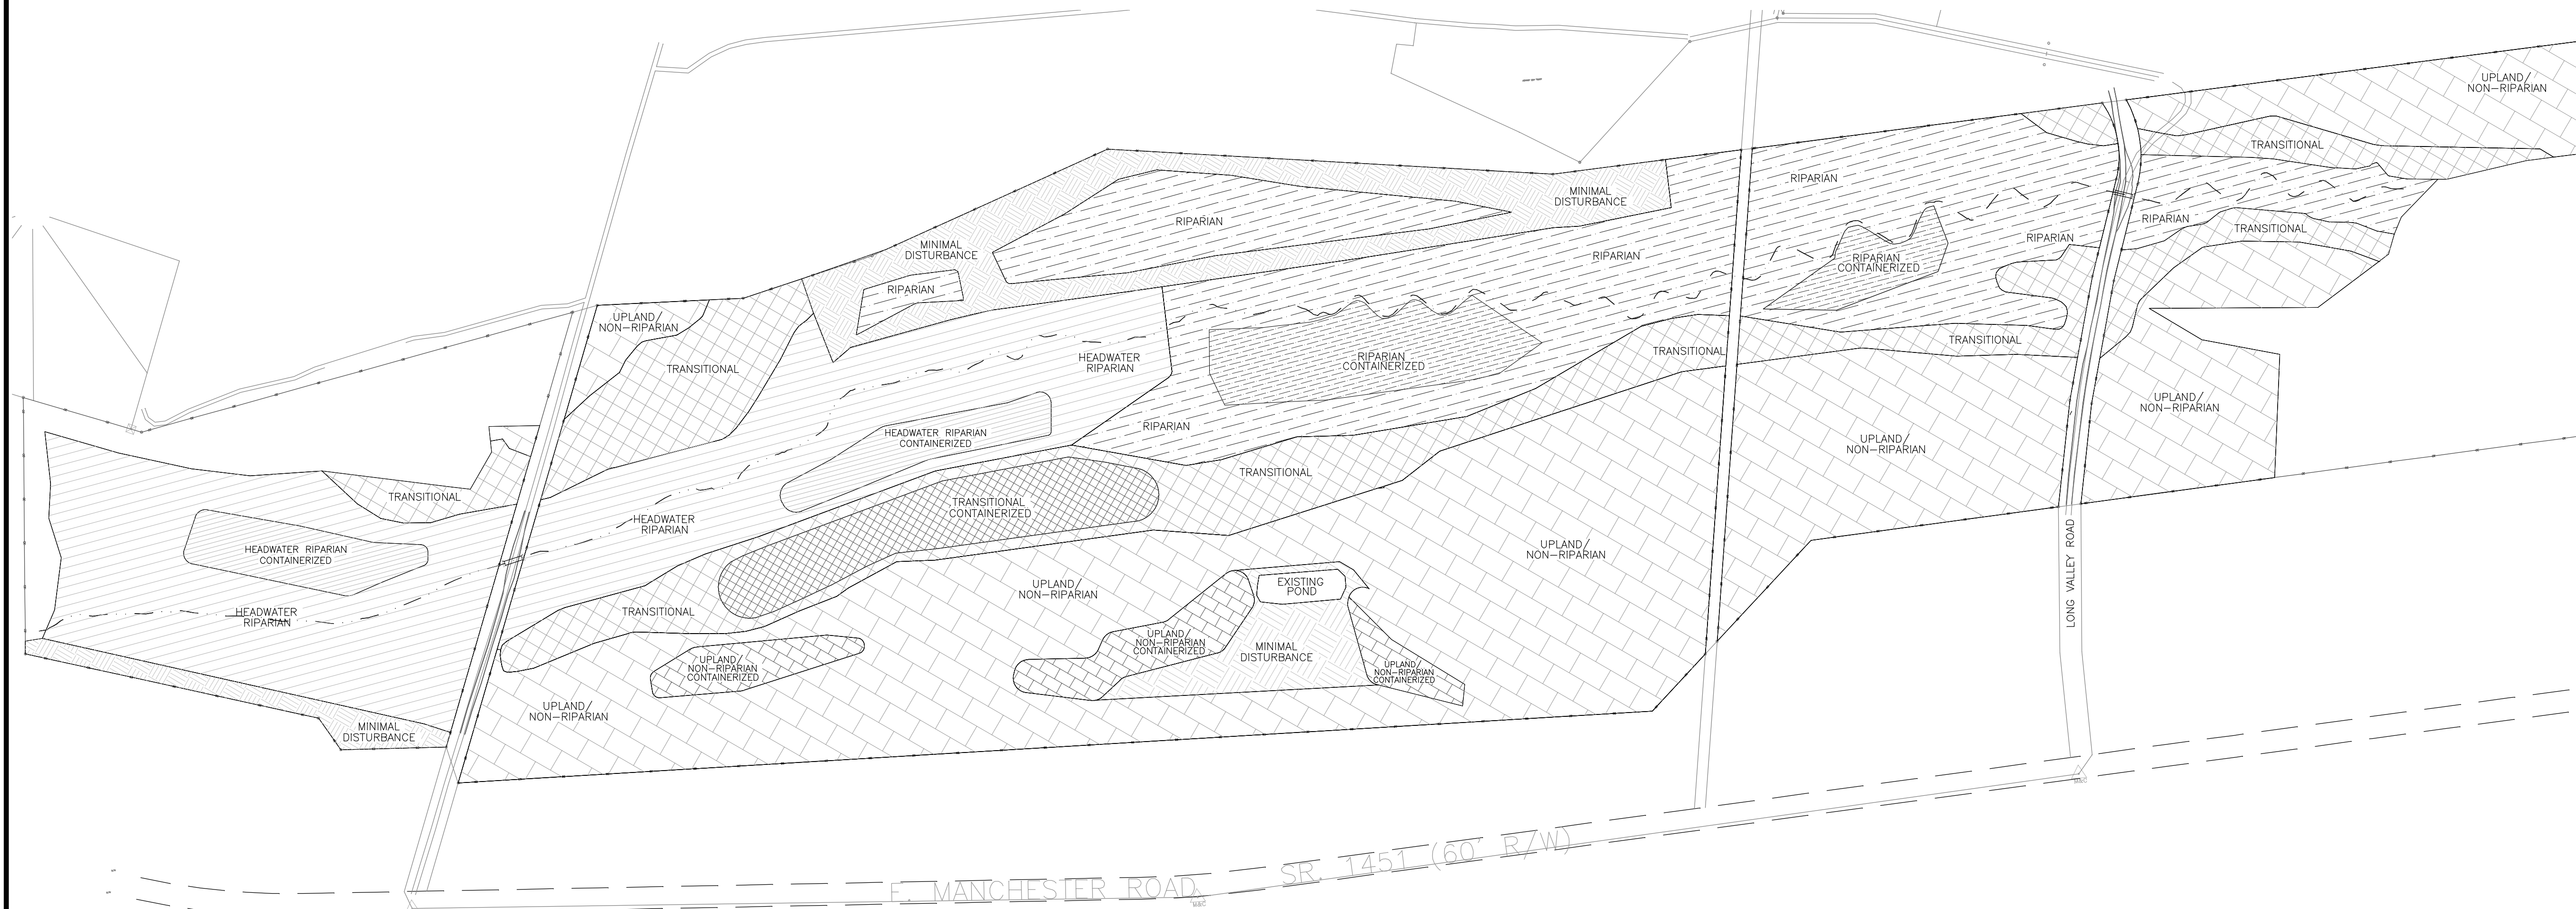 UPLAND/
NON-RIPARIAN
TRANSITIONAL
RIPARIAN
MINIMAL
DISTURBANCE
RIPARIAN
RIPARIAN
TRANSITIONAL
RIPARIAN
MINIMAL
DISTURBANCE
RIPARIAN
RIPARIAN
RIPARIAN
CONTAINERIZED
RIPARIAN
UPLAND/
NON-RIPARIAN
TRANSITIONAL
TRANSITIONAL
TRANSITIONAL
HEADWATER
RIPARIAN
RIPARIAN
CONTAINERIZED
UPLAND/
NON-RIPARIAN
RIPARIAN
HEADWATER RIPARIAN
CONTAINERIZED
UPLAND/
NON-RIPARIAN
TRANSITIONAL
TRANSITIONAL
TRANSITIONAL
CONTAINERIZED
HEADWATER
RIPARIAN
HEADWATER RIPARIAN
CONTAINERIZED
UPLAND/
NON-RIPARIAN
LONG VALLEY ROAD
UPLAND/
NON-RIPARIAN
EXISTING
POND
HEADWATER
RIPARIAN
TRANSITIONAL
UPLAND/
NON-RIPARIAN
CONTAINERIZED
MINIMAL
DISTURBANCE
UPLAND/
NON-RIPARIAN
CONTAINERIZED
UPLAND/
NON-RIPARIAN
CONTAINERIZED
UPLAND/
NON-RIPARIAN
MINIMAL
DISTURBANCE
E. MANCHESTER ROAD
SR. 1451 (60' R/W)